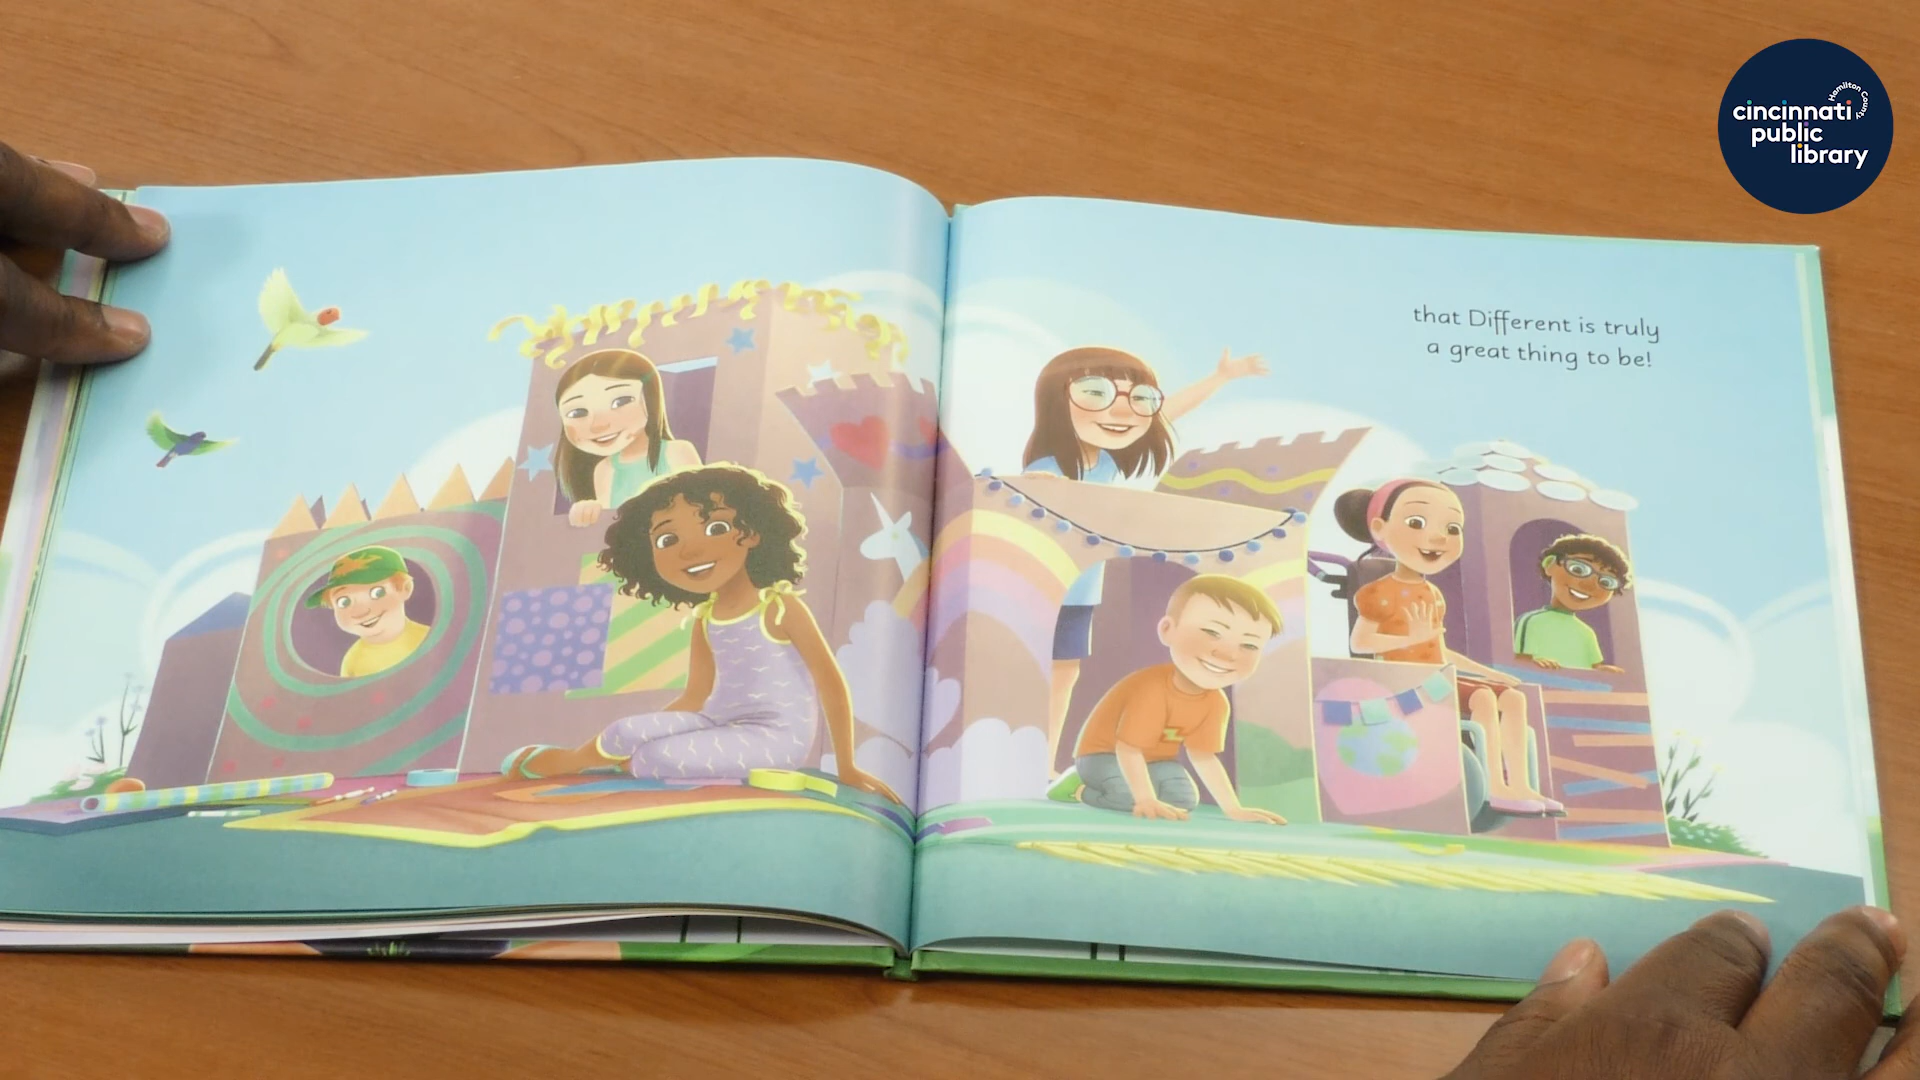 that Different is truly
a great thing to be!
Hamilton County
cincinnati
public
library